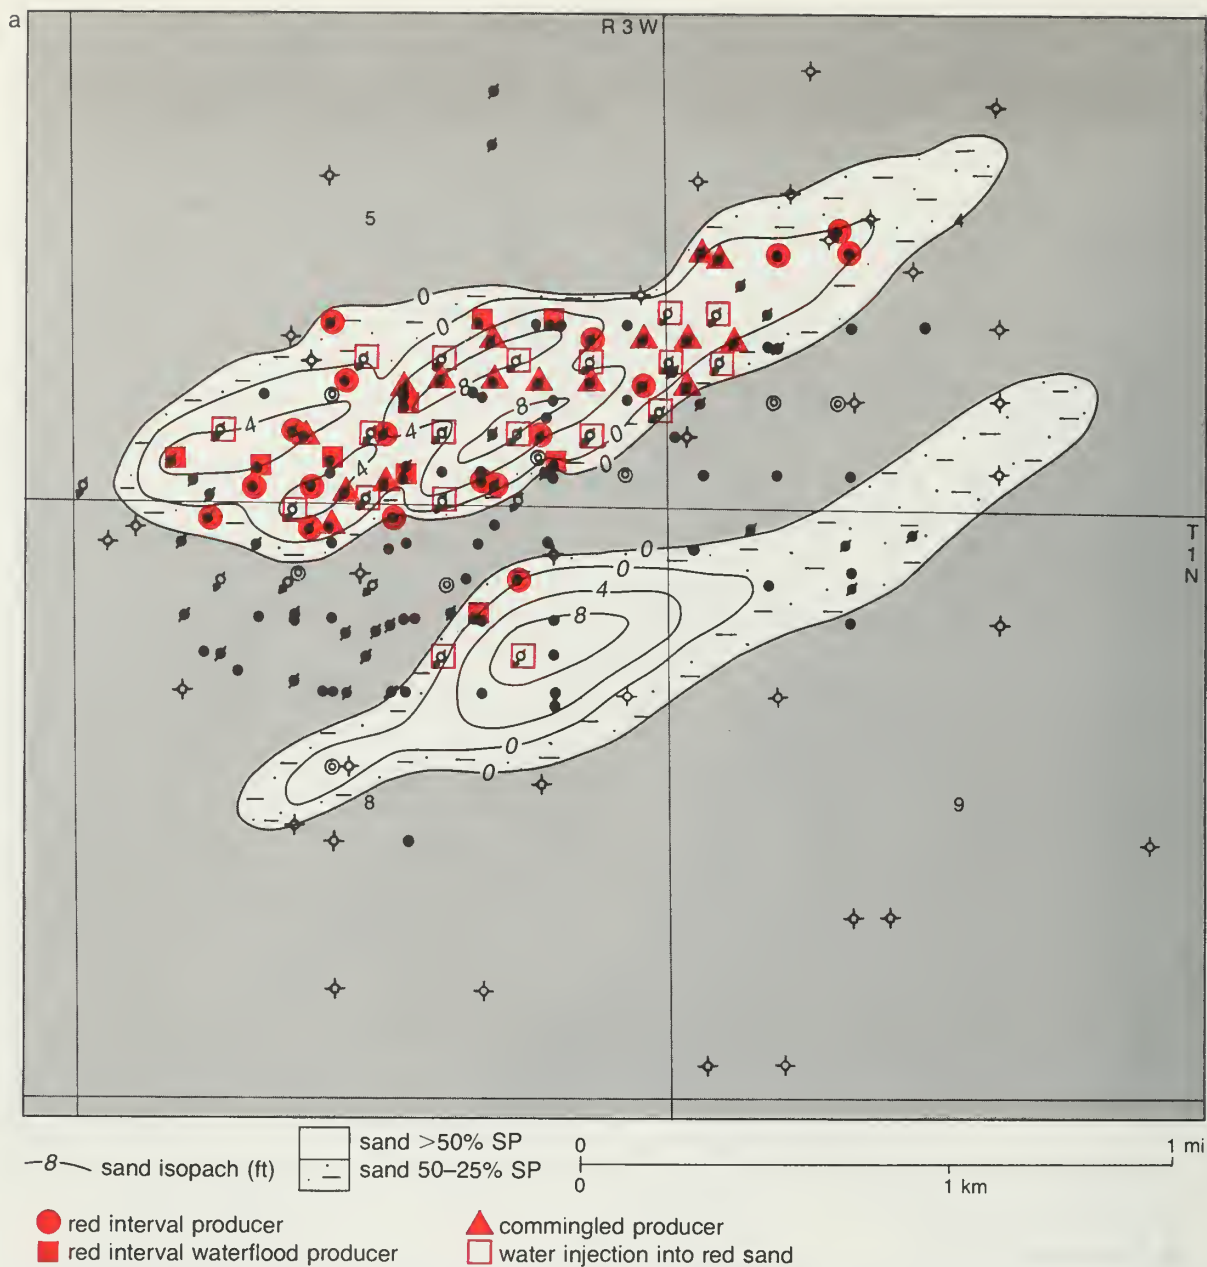 a
R 3 W
5
4
0
0
8
8
4
4
4
0
0
T
1
N
0
0
4
8
0
0
8
9
—8— sand isopach (ft)
sand >50% SP
sand 50–25% SP
0 1 mi
0 1 km
red interval producer
commingled producer
red interval waterflood producer
water injection into red sand